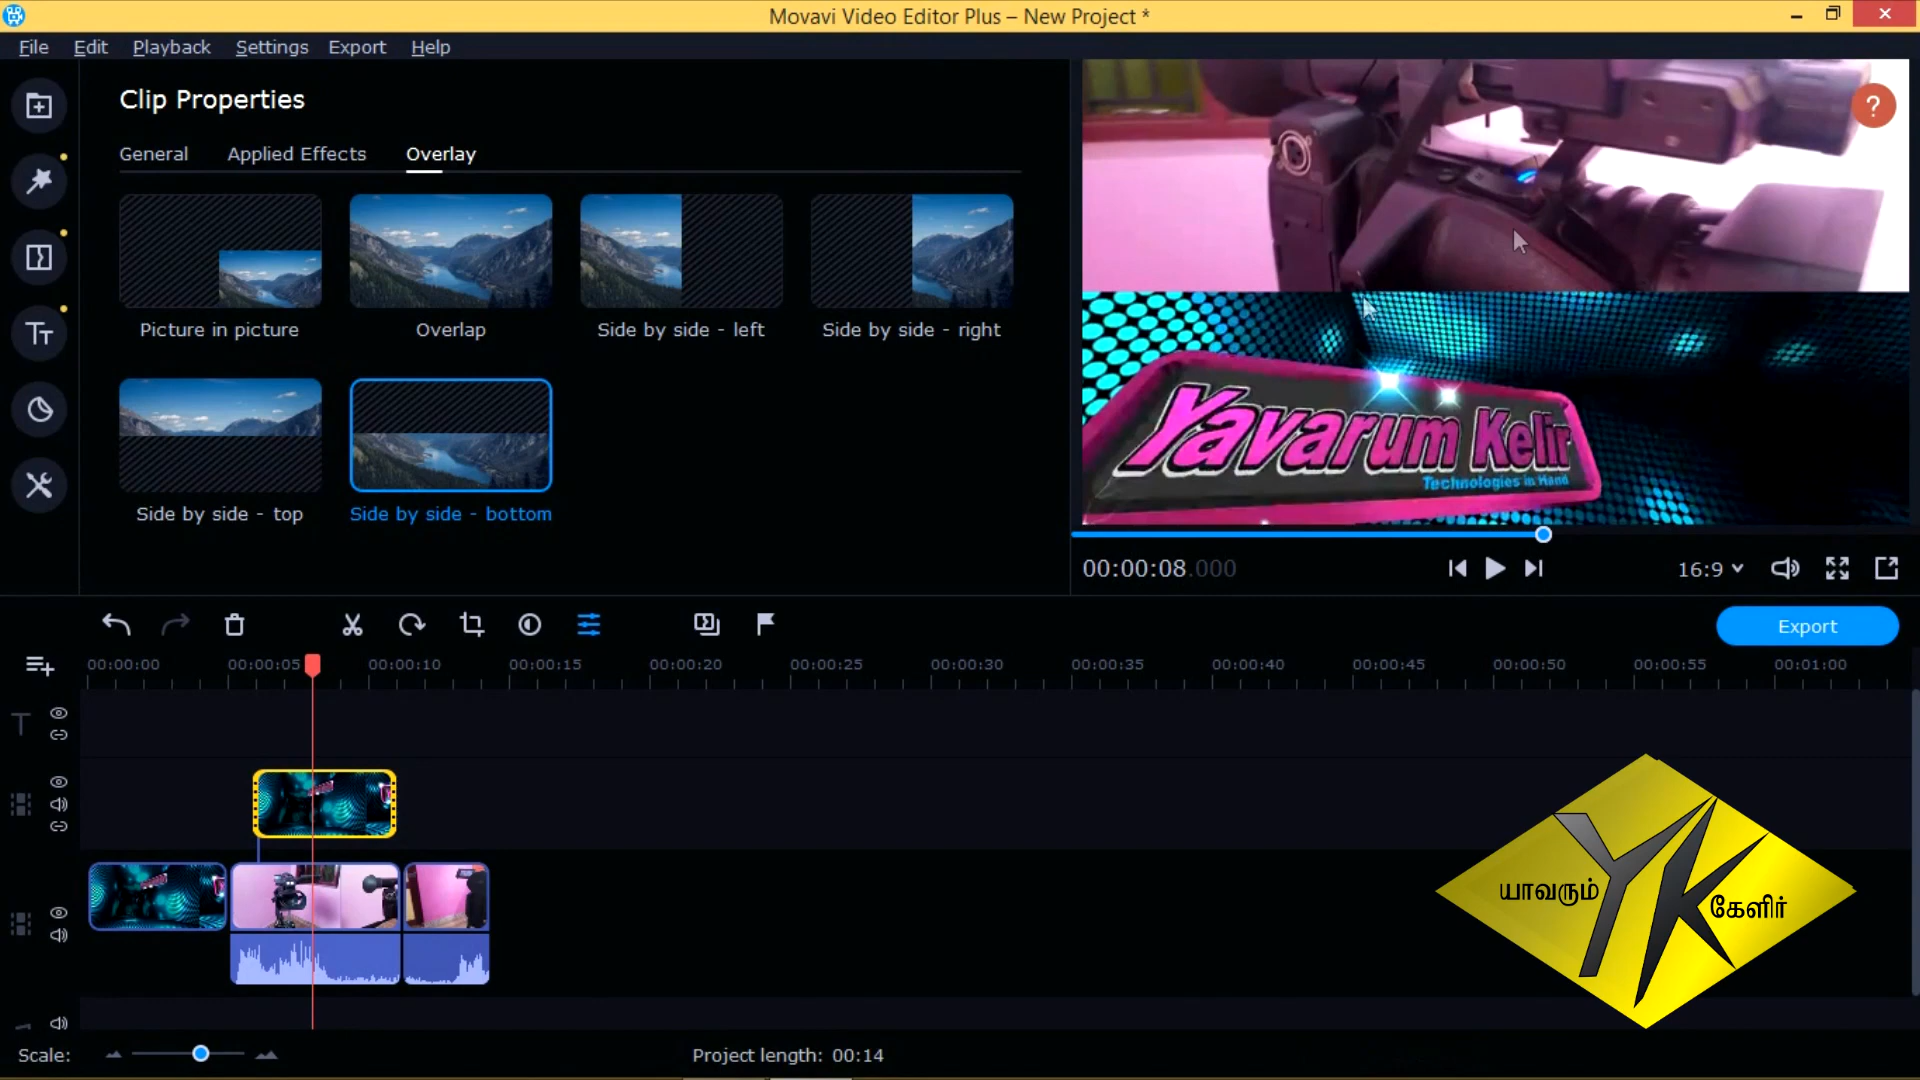 Movavi Video Editor Plus – New Project *
File Edit Playback Settings Export Help
Clip Properties
General Applied Effects Overlay
?
Picture in picture Overlap Side by side - left Side by side - right
Side by side - top Side by side - bottom
Yavarum Kelir
Technologies in Hand
00:00:08.000
16:9
Export
00:00:00 00:00:05 00:00:10 00:00:15 00:00:20 00:00:25 00:00:30 00:00:35 00:00:40 00:00:45 00:00:50 00:00:55 00:01:00
யாவரும் YK கேளிர்
Scale: Project length: 00:14